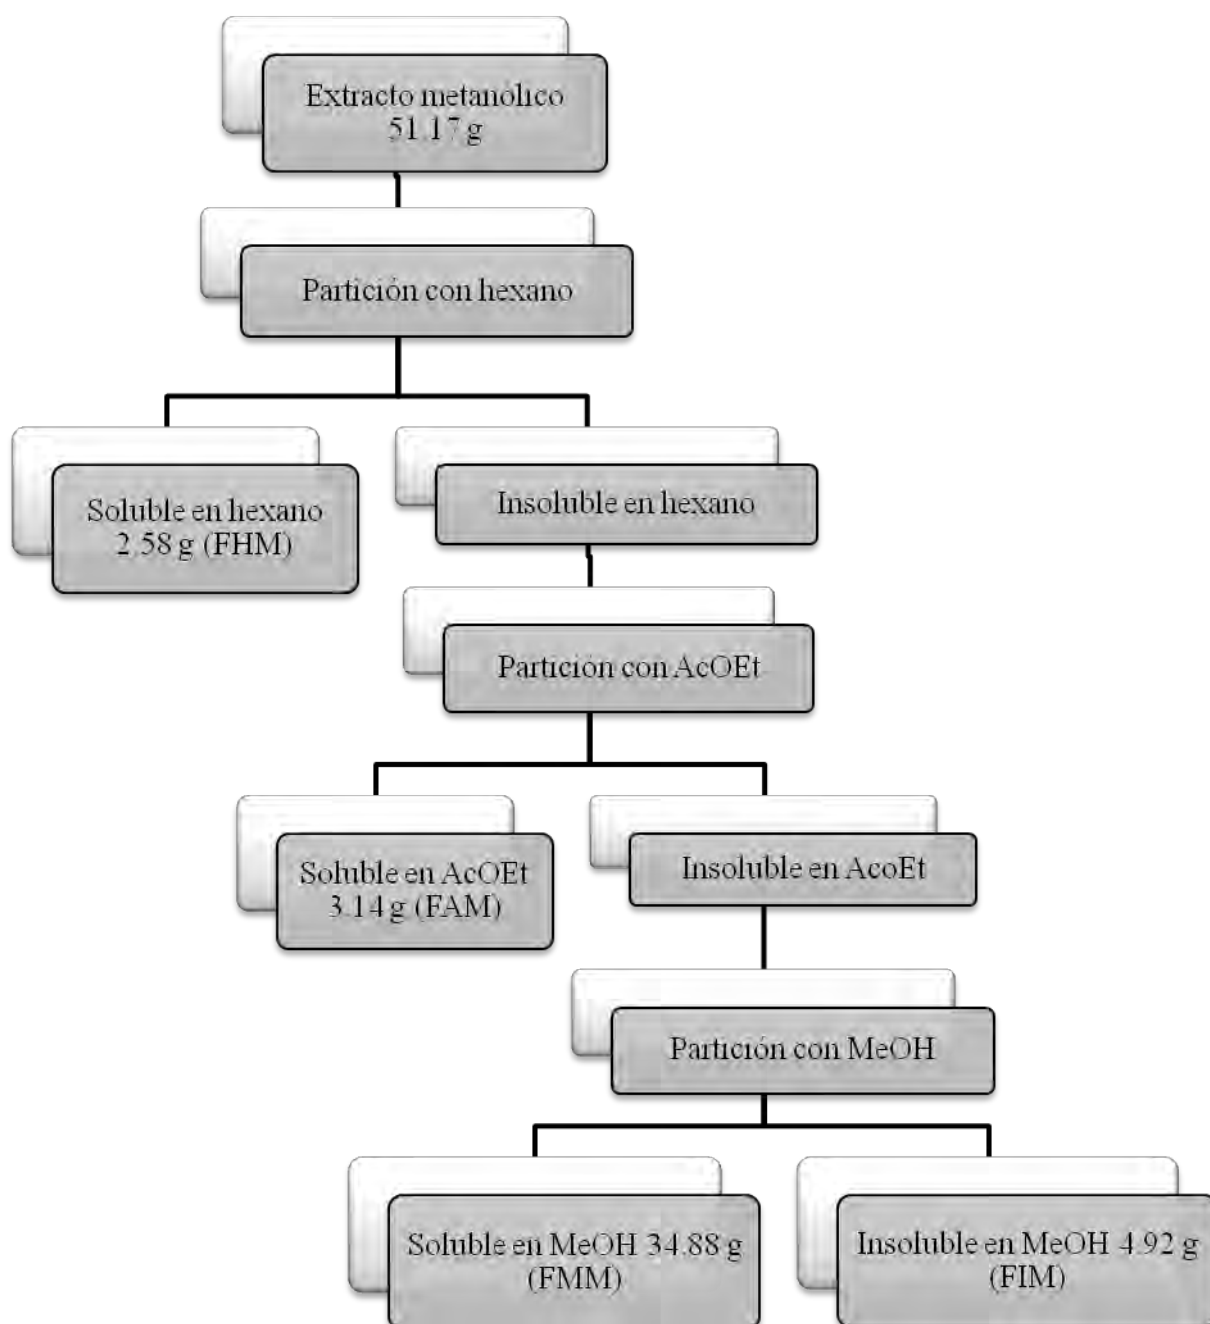 Extracto metanólico
51.17 g
Partición con hexano
Soluble en hexano
2.58 g (FHM)
Insoluble en hexano
Partición con AcOEt
Soluble en AcOEt
3.14 g (FAM)
Insoluble en AcoEt
Partición con MeOH
Soluble en MeOH 34.88 g
(FMM)
Insoluble en MeOH 4.92 g
(FIM)